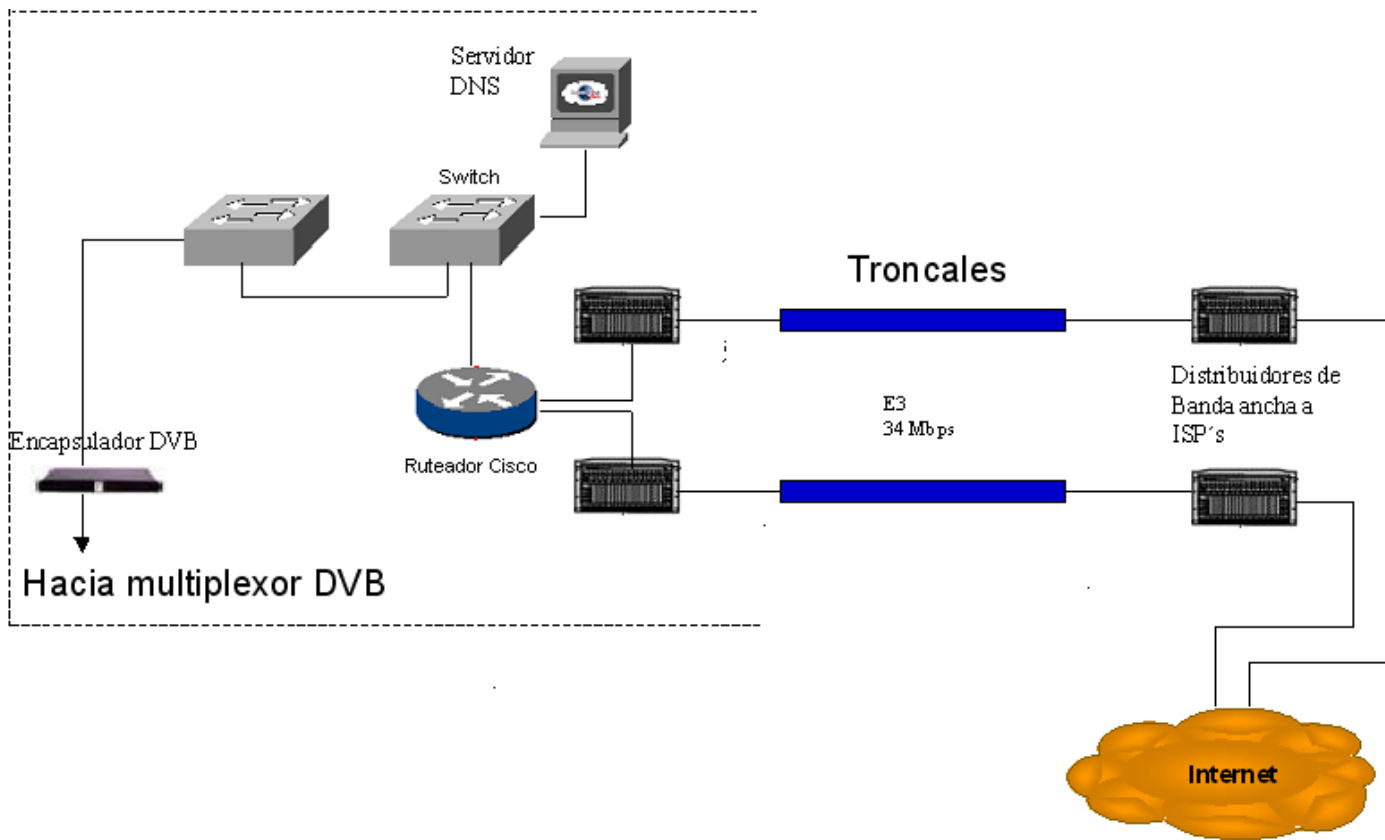 Servidor
DNS
Switch
Troncales
Distribuidores de
Banda ancha a
ISP´s
E3
34 Mbps
Encapsulador DVB
Ruteador Cisco
Hacia multiplexor DVB
Internet